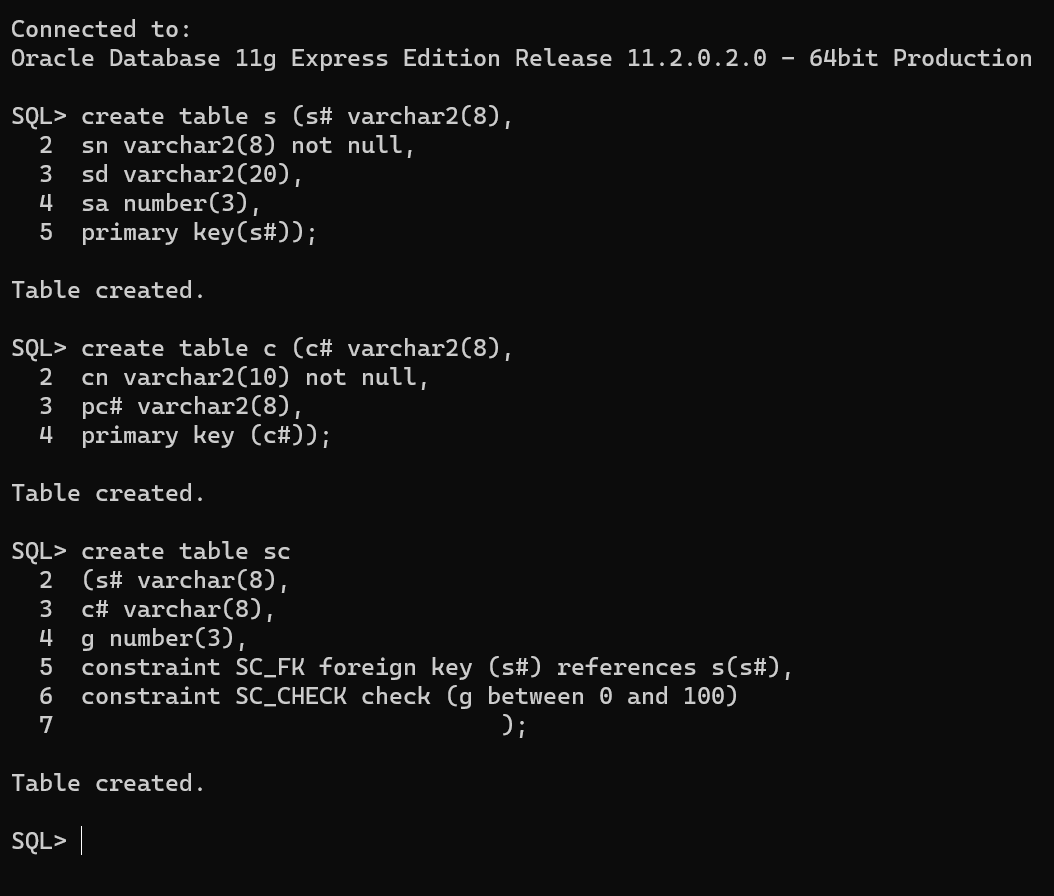 Connected to:
Oracle Database 11g Express Edition Release 11.2.0.2.0 - 64bit Production
SQL> create table s (s# varchar2(8),
  2  sn varchar2(8) not null,
  3  sd varchar2(20),
  4  sa number(3),
  5  primary key(s#));
Table created.
SQL> create table c (c# varchar2(8),
  2  cn varchar2(10) not null,
  3  pc# varchar2(8),
  4  primary key (c#));
Table created.
SQL> create table sc
  2  (s# varchar(8),
  3  c# varchar(8),
  4  g number(3),
  5  constraint SC_FK foreign key (s#) references s(s#),
  6  constraint SC_CHECK check (g between 0 and 100)
  7                                );
Table created.
SQL>